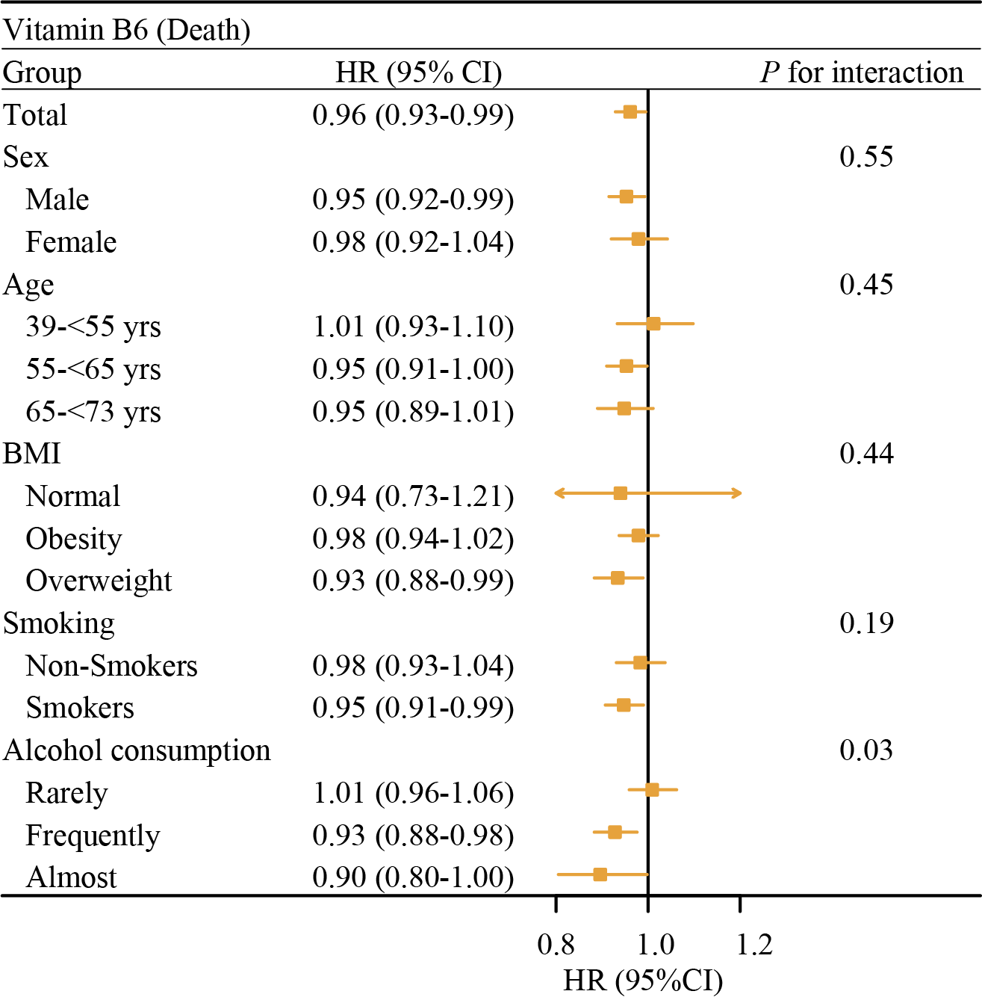 Vitamin B6 (Death)
Group HR (95% CI) P for interaction
Total 0.96 (0.93-0.99)
Sex 0.55
Male 0.95 (0.92-0.99)
Female 0.98 (0.92-1.04)
Age 0.45
39-<55 yrs 1.01 (0.93-1.10)
55-<65 yrs 0.95 (0.91-1.00)
65-<73 yrs 0.95 (0.89-1.01)
BMI 0.44
Normal 0.94 (0.73-1.21)
Obesity 0.98 (0.94-1.02)
Overweight 0.93 (0.88-0.99)
Smoking 0.19
Non-Smokers 0.98 (0.93-1.04)
Smokers 0.95 (0.91-0.99)
Alcohol consumption 0.03
Rarely 1.01 (0.96-1.06)
Frequently 0.93 (0.88-0.98)
Almost 0.90 (0.80-1.00)
0.8 1.0 1.2
HR (95%CI)